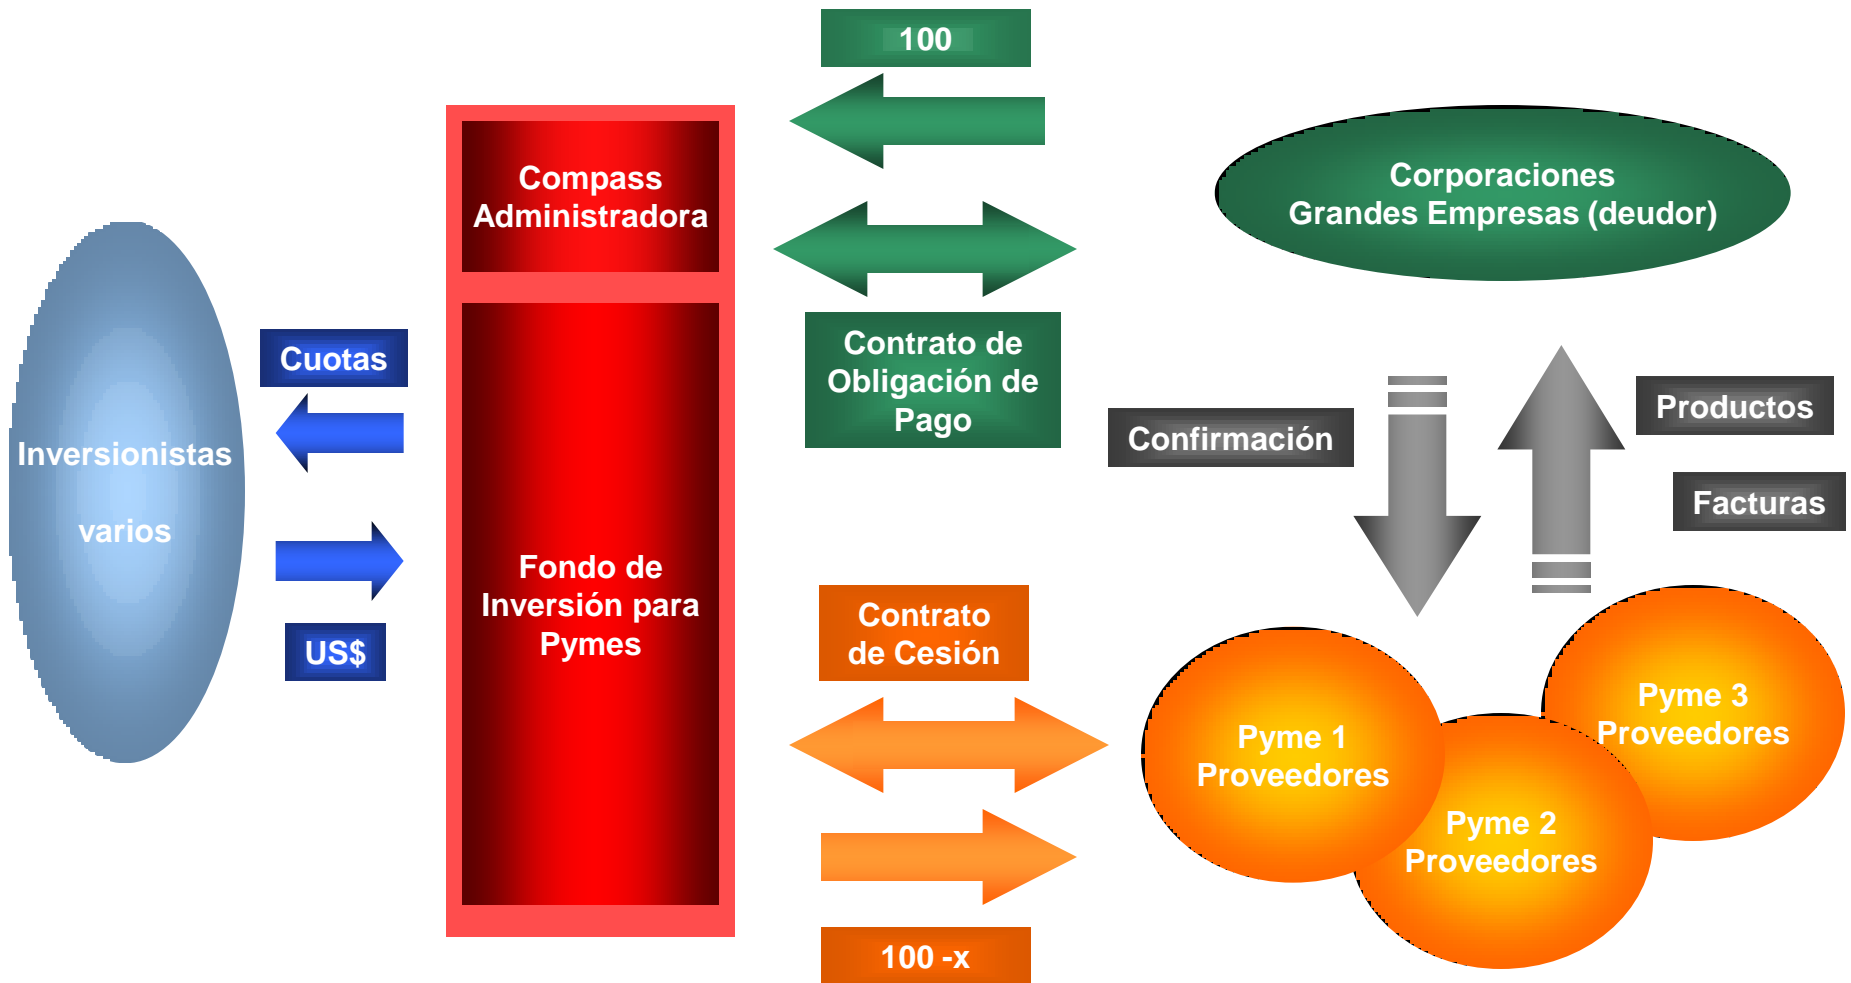 100
Compass
Administradora
Corporaciones
Grandes Empresas (deudor)
Cuotas
Contrato de
Obligación de
Pago
Confirmación
Productos
Facturas
Inversionistas
varios
US$
Fondo de
Inversión para
Pymes
Contrato
de Cesión
Pyme 1
Proveedores
Pyme 2
Proveedores
Pyme 3
Proveedores
100 -x